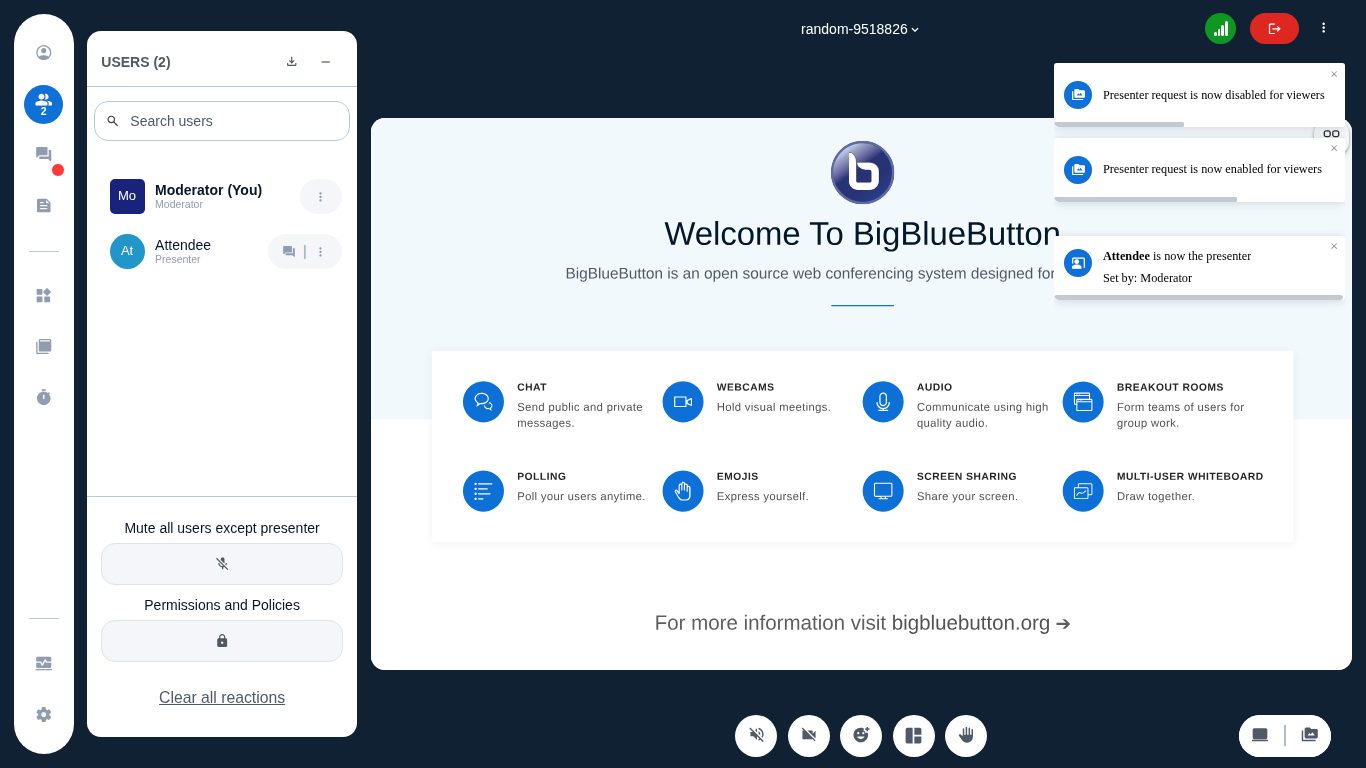 random-9518826
2
USERS (2)
Search users
Mo
Moderator (You)
Moderator
At
Attendee
Presenter
Mute all users except presenter
Permissions and Policies
Clear all reactions
Presenter request is now disabled for viewers
Presenter request is now enabled for viewers
Attendee is now the presenter
Set by: Moderator
Welcome To BigBlueButton
BigBlueButton is an open source web conferencing system designed for
CHAT
Send public and private
messages.
WEBCAMS
Hold visual meetings.
AUDIO
Communicate using high
quality audio.
BREAKOUT ROOMS
Form teams of users for
group work.
POLLING
Poll your users anytime.
EMOJIS
Express yourself.
SCREEN SHARING
Share your screen.
MULTI-USER WHITEBOARD
Draw together.
For more information visit bigbluebutton.org ➔